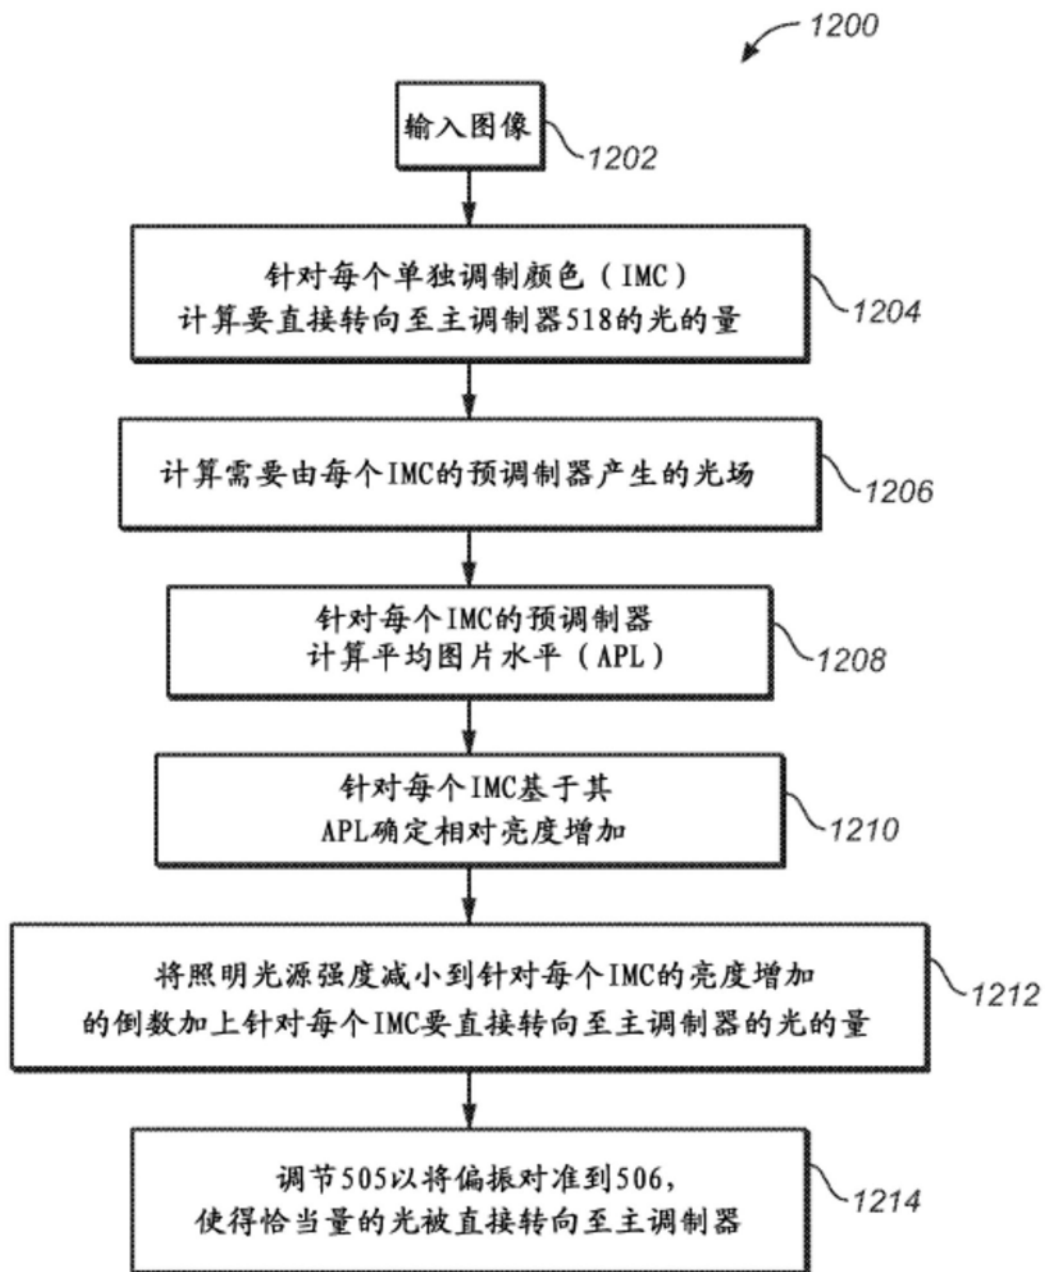 1200
输入图像
1202
针对每个单独调制颜色（IMC）
计算要直接转向至主调制器518的光的量
1204
计算需要由每个IMC的预调制器产生的光场
1206
针对每个IMC的预调制器
计算平均图片水平（APL）
1208
针对每个IMC基于其
APL确定相对亮度增加
1210
将照明光源强度减小到针对每个IMC的亮度增加
的倒数加上针对每个IMC要直接转向至主调制器的光的量
1212
调节505以将偏振对准到506，
使得恰当量的光被直接转向至主调制器
1214